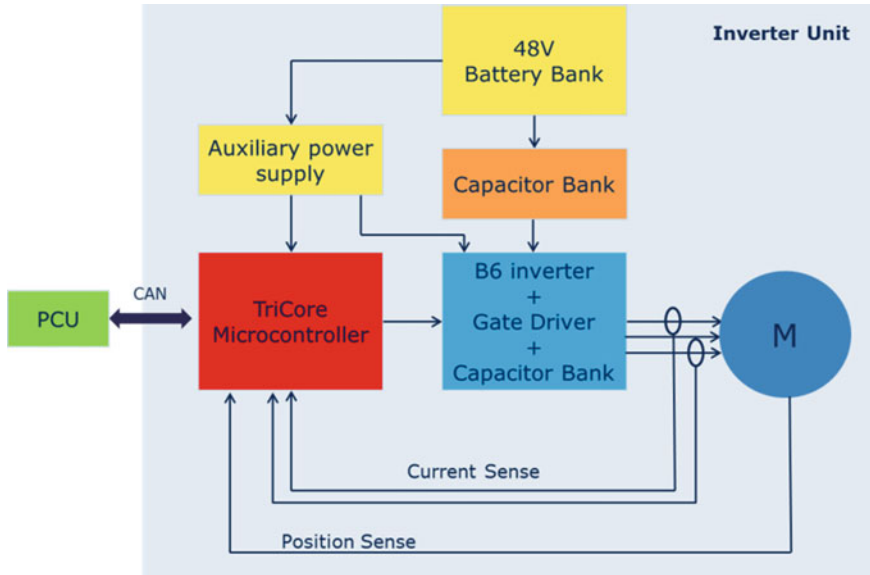 Inverter Unit
48V
Battery Bank
Auxiliary power
supply
Capacitor Bank
PCU
CAN
TriCore
Microcontroller
B6 inverter
+
Gate Driver
+
Capacitor Bank
M
Current Sense
Position Sense